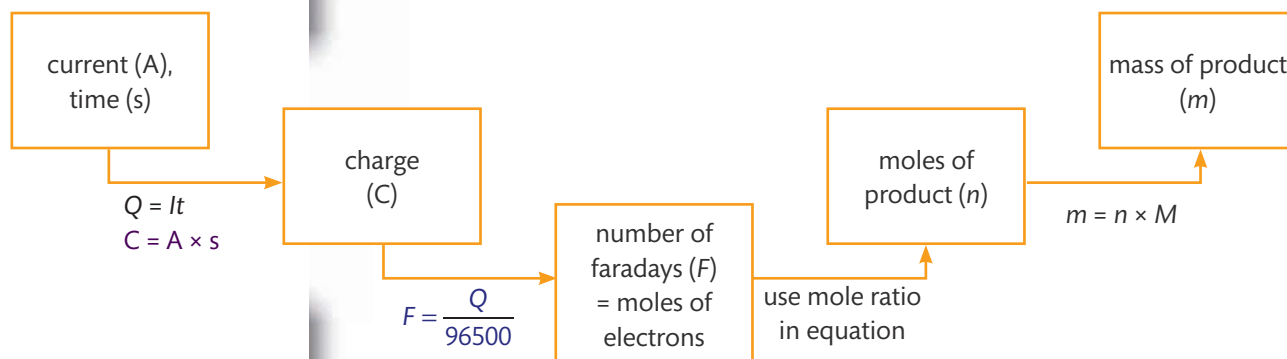 current (A),
time (s)
Q = It
C = A × s
charge
(C)
F = Q
96500
number of
faradays (F)
= moles of
electrons
use mole ratio
in equation
moles of
product (n)
m = n × M
mass of product
(m)